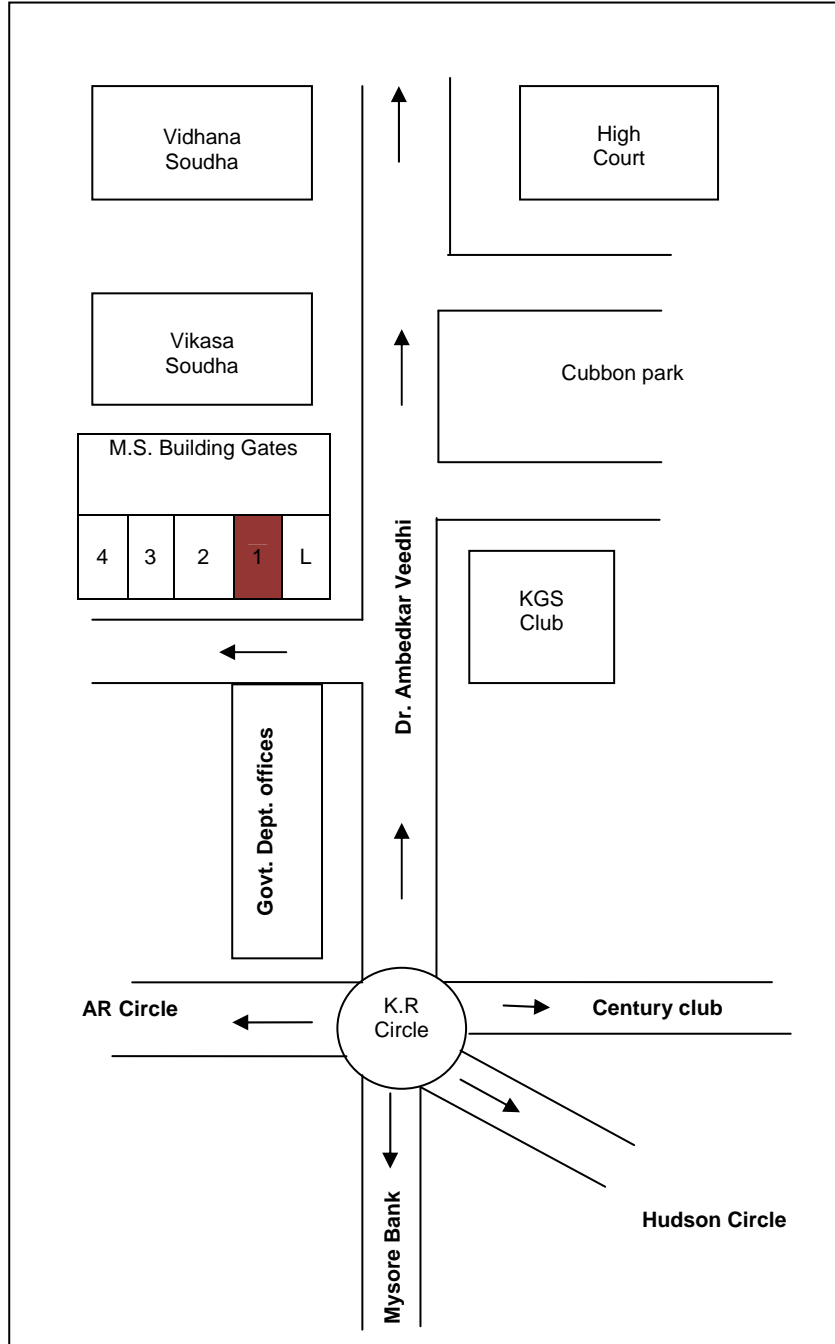 Vidhana
Soudha
High
Court
Vikasa
Soudha
Cubbon park
M.S. Building Gates
4 3 2 1 L
Dr. Ambedkar Veedhi
KGS
Club
Govt. Dept. offices
AR Circle
K.R
Circle
Century club
Mysore Bank
Hudson Circle